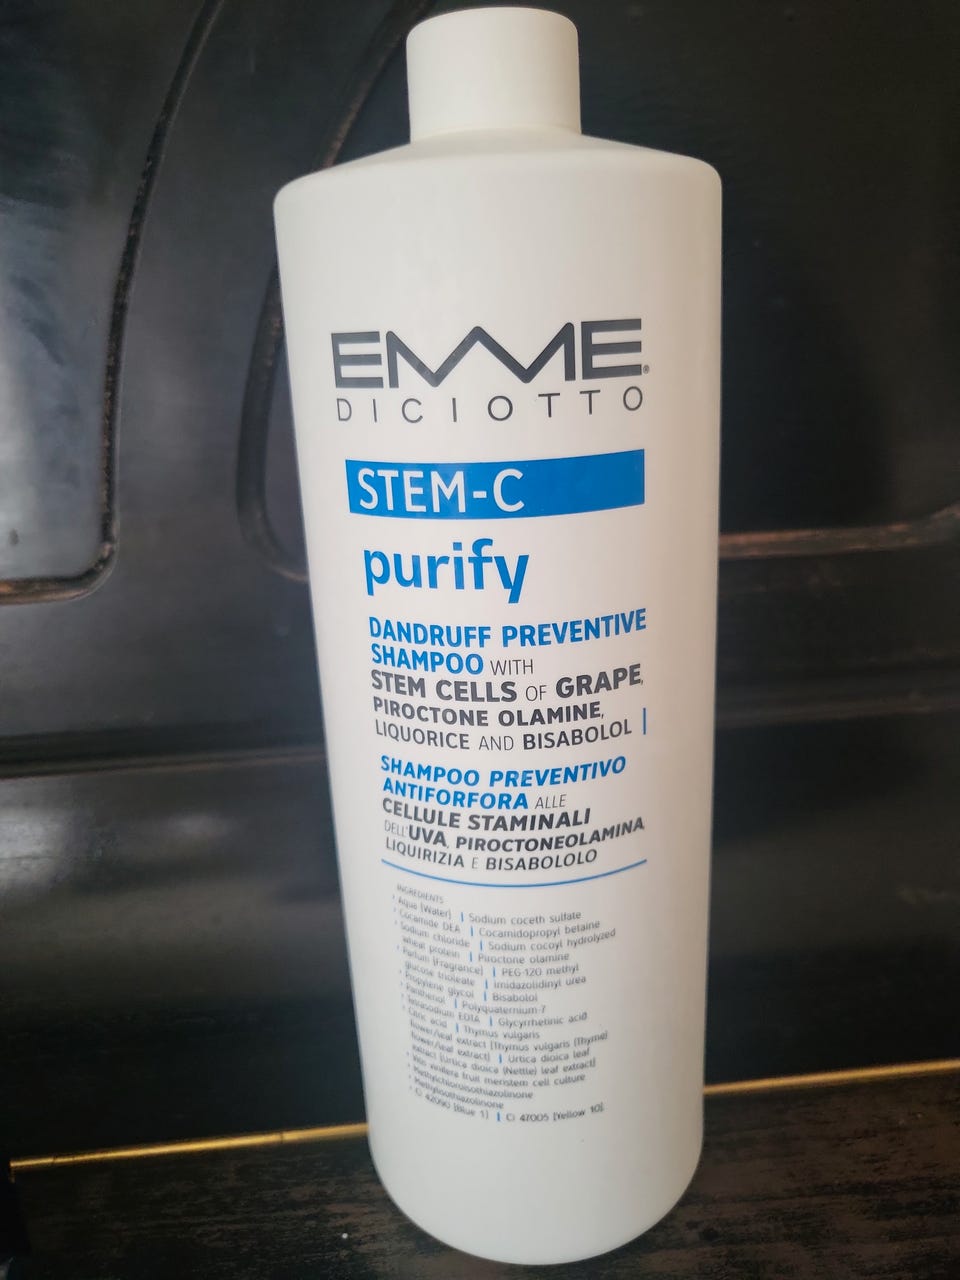 EMME®
DICIOTTO
STEM-C
purify
DANDRUFF PREVENTIVE
SHAMPOO WITH
STEM CELLS OF GRAPE,
PIROCTONE OLAMINE,
LIQUORICE AND BISABOLOL |
SHAMPOO PREVENTIVO
ANTIFORFORA ALLE
CELLULE STAMINALI
DELL'UVA, PIROCTONEOLAMINA,
LIQUIRIZIA E BISABOLOLO
INGREDIENTS
Aqua [Water] | Sodium coceth sulfate
Cocamide DEA | Cocamidopropyl betaine
Sodium chloride | Sodium cocoyl hydrolyzed
wheat protein | Piroctone olamine
Parfum [Fragrance] | PEG-120 methyl
glucose trioleate | Imidazolidinyl urea
Propylene glycol | Bisabolol
Panthenol | Polyquaternium-7
Tetrasodium EDTA | Glycyrrhetinic acid
Citric acid | Thymus vulgaris
flower/leaf extract [Thymus vulgaris (Thyme)
flower/leaf extract] | Urtica dioica leaf
extract [Urtica dioica (Nettle) leaf extract]
Vitis vinifera fruit meristem cell culture
Methylchloroisothiazolinone
Methylisothiazolinone
CI 42090 [Blue 1] | CI 47005 [Yellow 10]